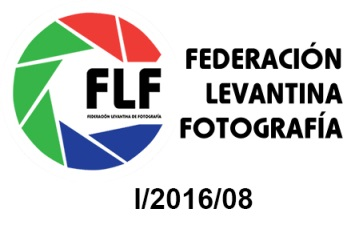 FLF
FEDERACIÓN LEVANTINA DE FOTOGRAFÍA
FEDERACIÓN
LEVANTINA
FOTOGRAFÍA
I/2016/08